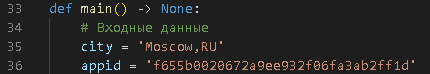 33 def main() -> None:
34 # Входные данные
35 city = 'Moscow,RU'
36 appid = 'f655b0020672a9ee932f06fa3ab2ff1d'